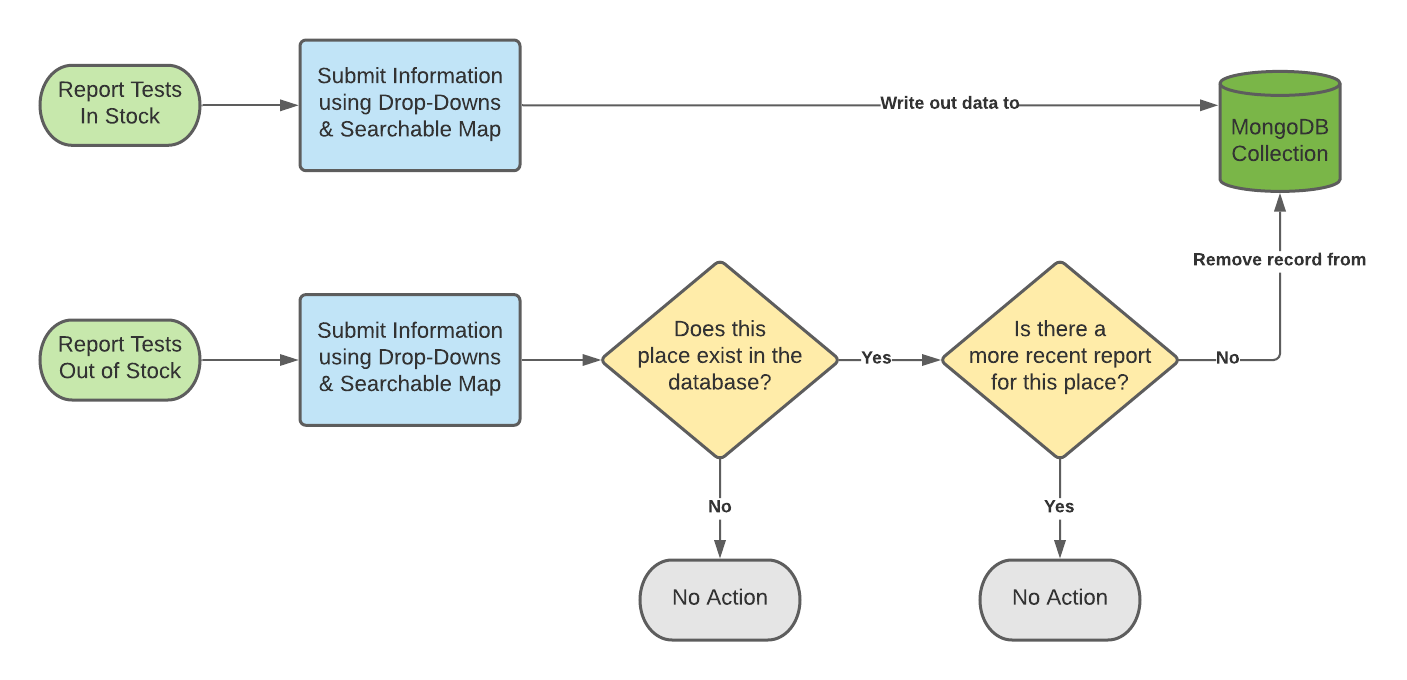 Report Tests
In Stock
Submit Information
using Drop-Downs
& Searchable Map
Write out data to
MongoDB
Collection
Remove record from
Report Tests
Out of Stock
Submit Information
using Drop-Downs
& Searchable Map
Does this
place exist in the
database?
Yes
Is there a
more recent report
for this place?
No
No
Yes
No Action
No Action